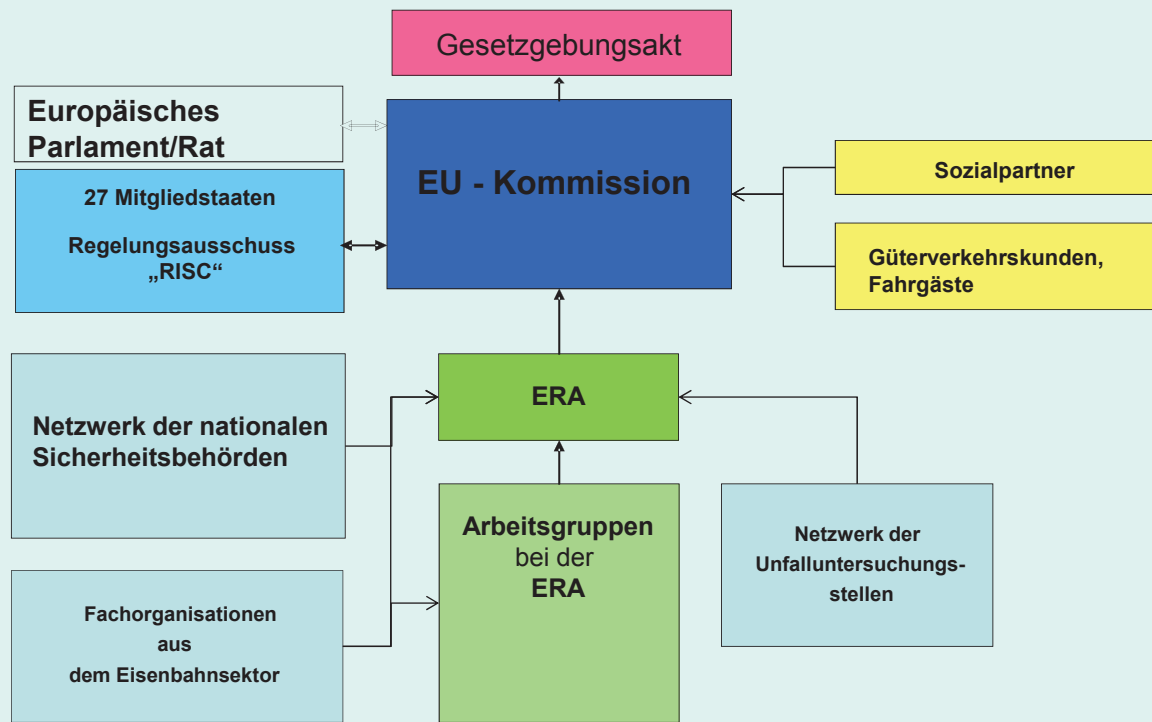 Gesetzgebungsakt
Europäisches
Parlament/Rat
EU - Kommission
27 Mitgliedstaaten
Regelungsausschuss
„RISC“
Sozialpartner
Güterverkehrskunden,
Fahrgäste
ERA
Netzwerk der nationalen
Sicherheitsbehörden
Arbeitsgruppen
bei der
ERA
Netzwerk der
Unfalluntersuchungs-
stellen
Fachorganisationen
aus
dem Eisenbahnsektor